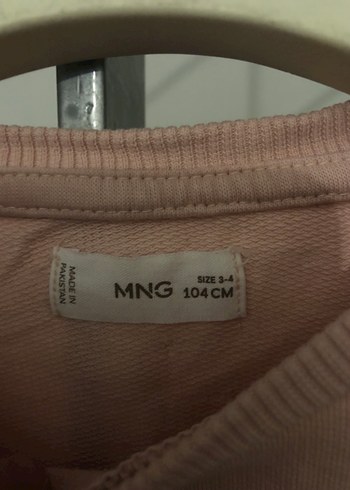 MADE IN
PAKISTAN
MNG
SIZE 3-4
104 CM